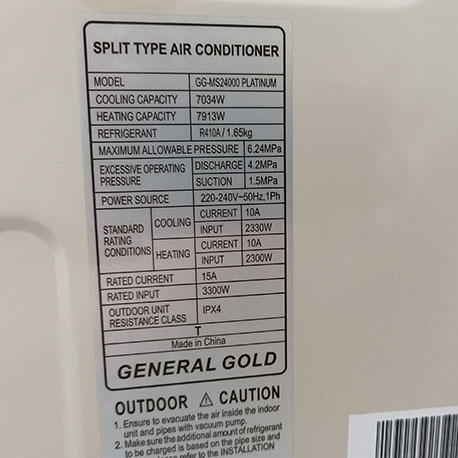 SPLIT TYPE AIR CONDITIONER
MODEL GG-MS24000 PLATINUM
COOLING CAPACITY 7034W
HEATING CAPACITY 7913W
REFRIGERANT R410A / 1.65kg
MAXIMUM ALLOWABLE PRESSURE 6.24MPa
EXCESSIVE OPERATING PRESSURE DISCHARGE 4.2MPa
SUCTION 1.5MPa
POWER SOURCE 220-240V~50Hz,1Ph
STANDARD RATING CONDITIONS COOLING CURRENT 10A
INPUT 2330W
HEATING CURRENT 10A
INPUT 2300W
RATED CURRENT 15A
RATED INPUT 3300W
OUTDOOR UNIT RESISTANCE CLASS IPX4
T
Made in China
GENERAL GOLD
OUTDOOR ⚠ CAUTION
1. Ensure to evacuate the air inside the indoor
unit and pipes with vacuum pump.
2. Make sure the additional amount of refrigerant
to be charged is based on the pipe size and
please refer to the INSTALLATION